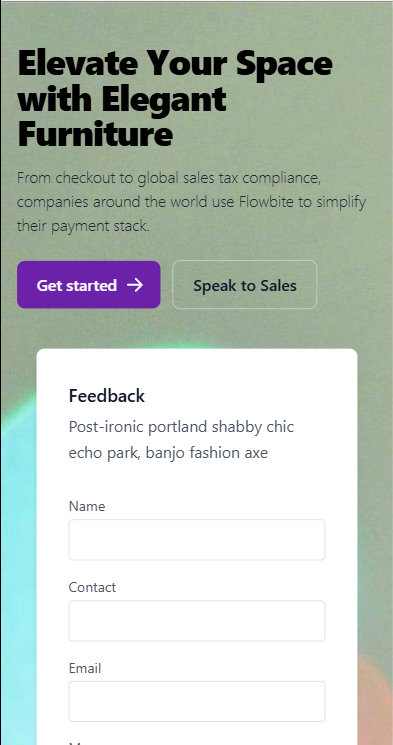 Elevate Your Space
with Elegant
Furniture
From checkout to global sales tax compliance,
companies around the world use Flowbite to simplify
their payment stack.
Get started
Speak to Sales
Feedback
Post-ironic portland shabby chic
echo park, banjo fashion axe
Name
Contact
Email